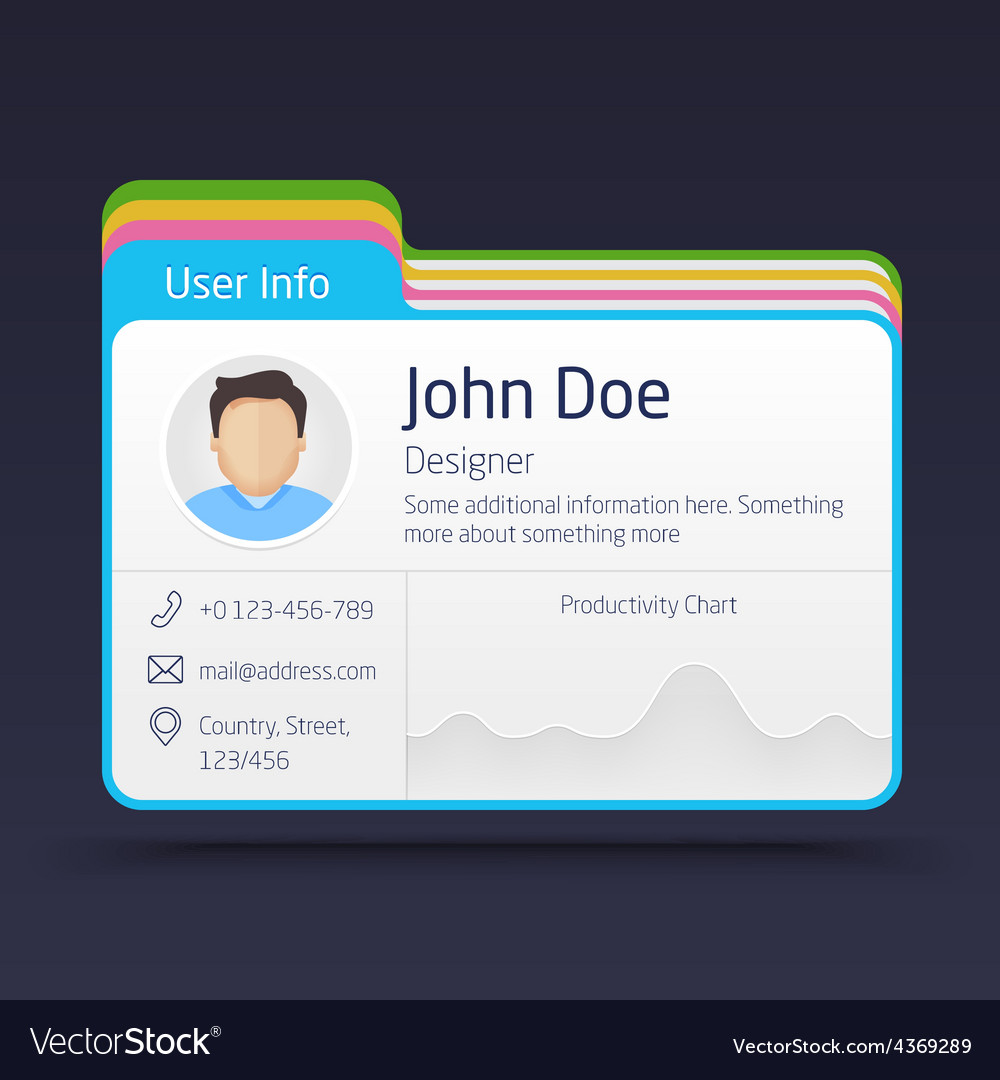 User Info
John Doe
Designer
Some additional information here. Something
more about something more
+0 123-456-789
mail@address.com
Country, Street,
123/456
Productivity Chart
VectorStock®
VectorStock.com/4369289